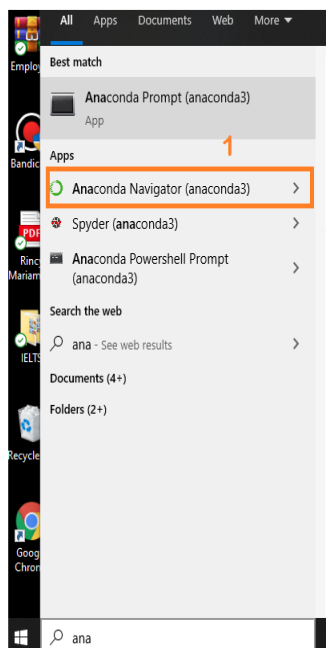 All Apps Documents Web More
Employ
Best match
Anaconda Prompt (anaconda3)
App
Bandic
Apps
1
Anaconda Navigator (anaconda3)
PDF
Spyder (anaconda3)
Rincy
Mariam
Anaconda Powershell Prompt
(anaconda3)
Search the web
IELTS
ana - See web results
Documents (4+)
Folders (2+)
Recycle
Goog
Chron
ana